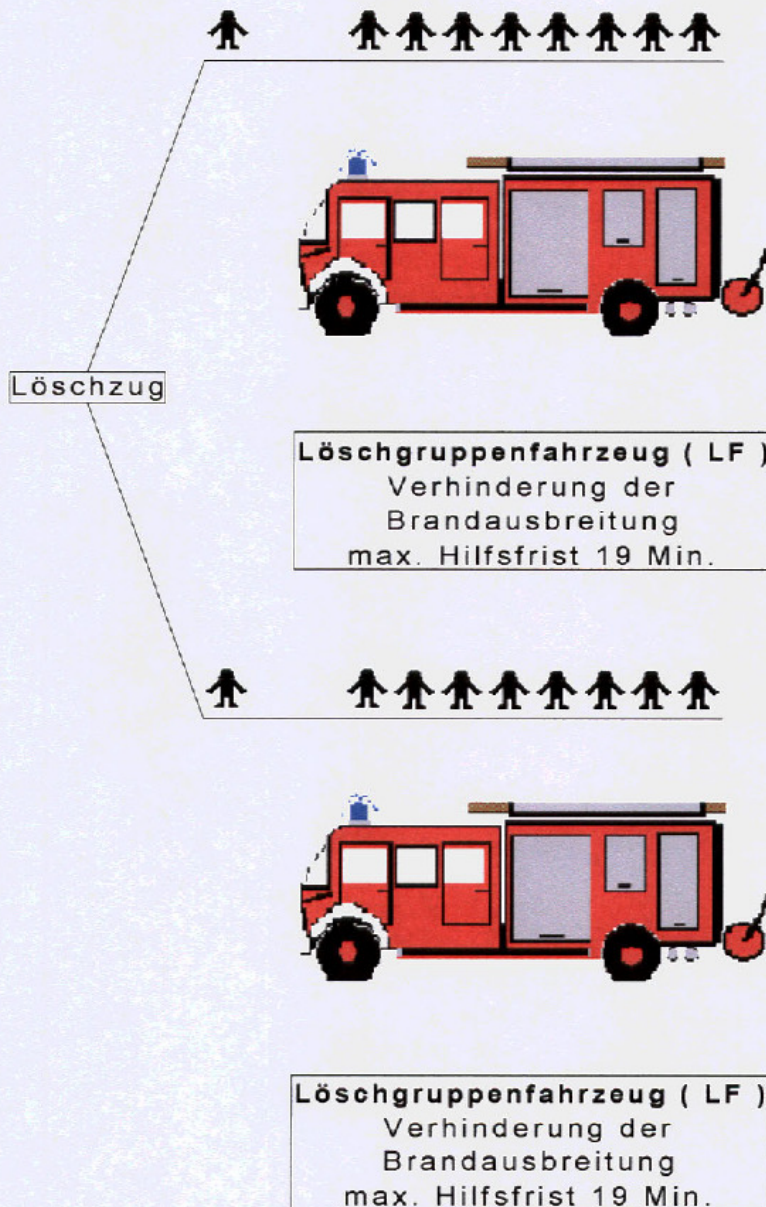 Löschzug
Löschgruppenfahrzeug ( LF )
Verhinderung der
Brandausbreitung
max. Hilfsfrist 19 Min.
Löschgruppenfahrzeug ( LF )
Verhinderung der
Brandausbreitung
max. Hilfsfrist 19 Min.